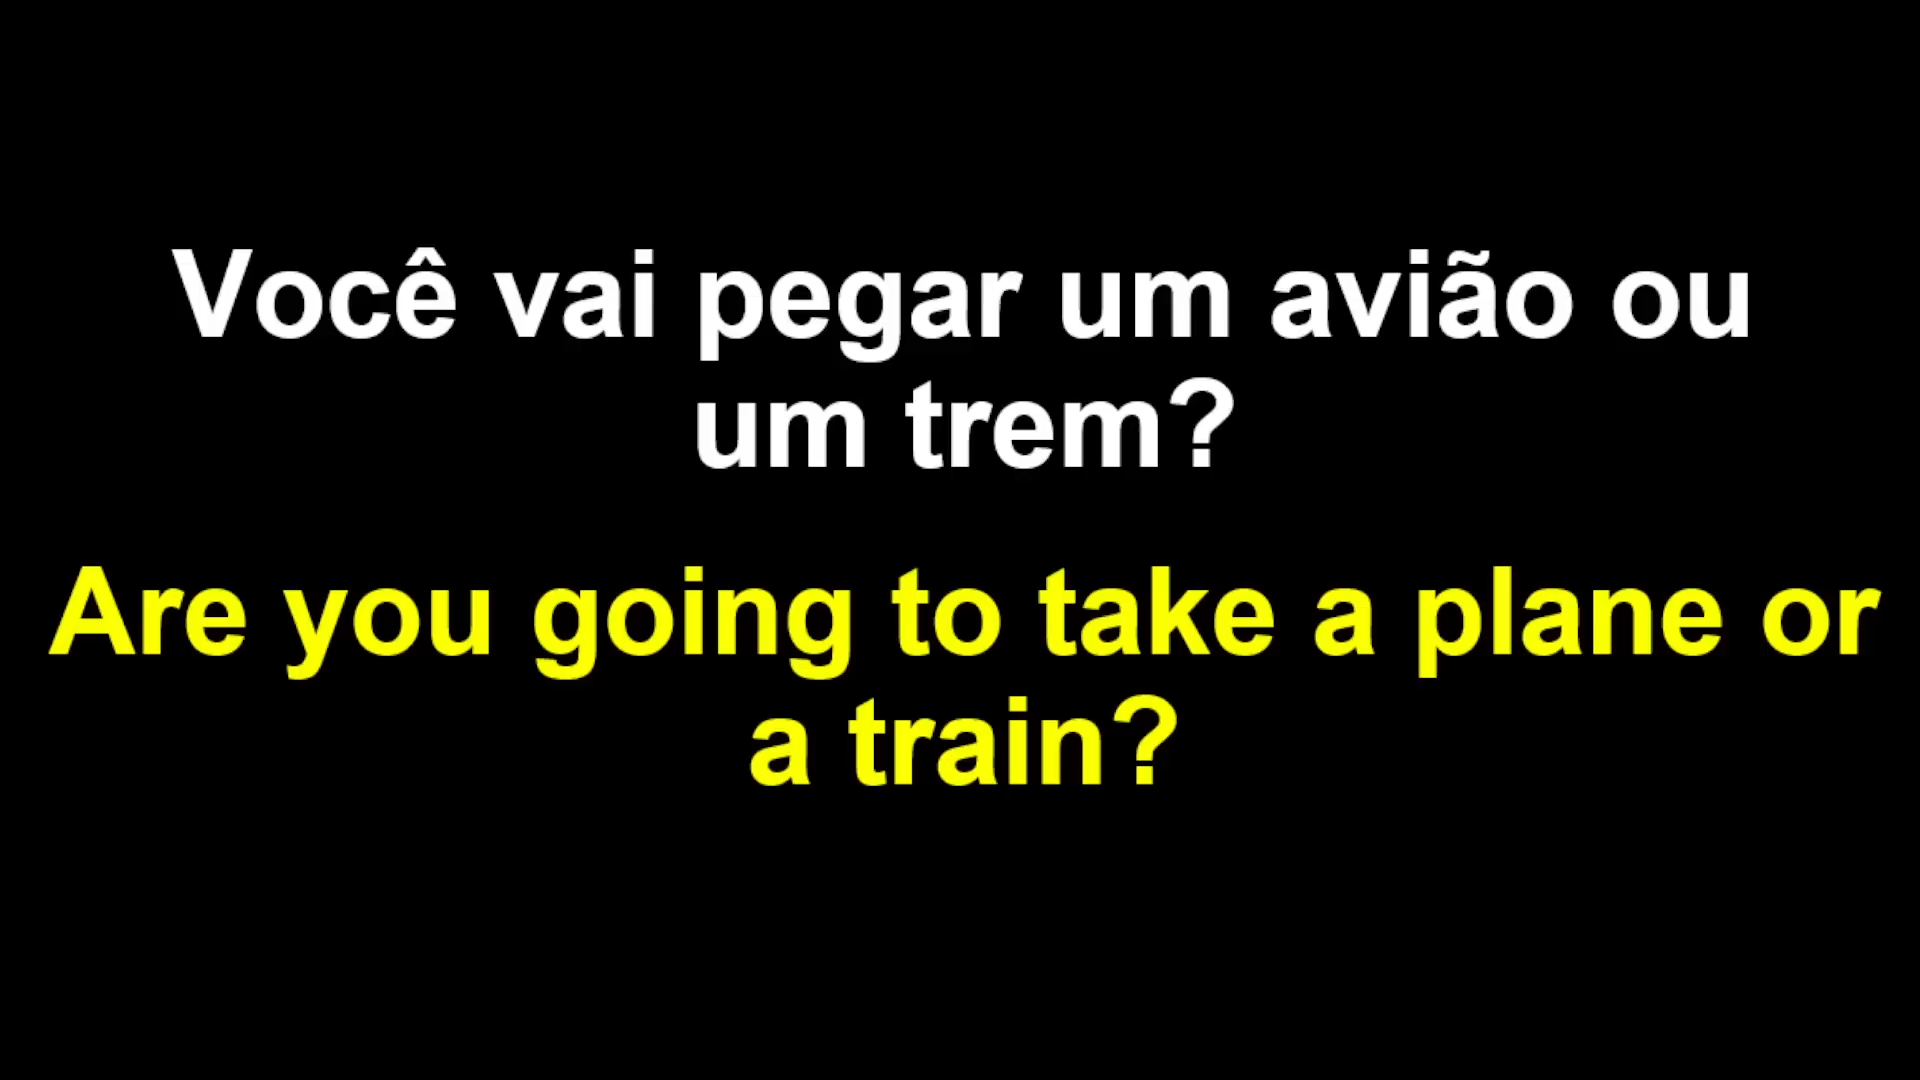 Você vai pegar um avião ou
um trem?
Are you going to take a plane or
a train?